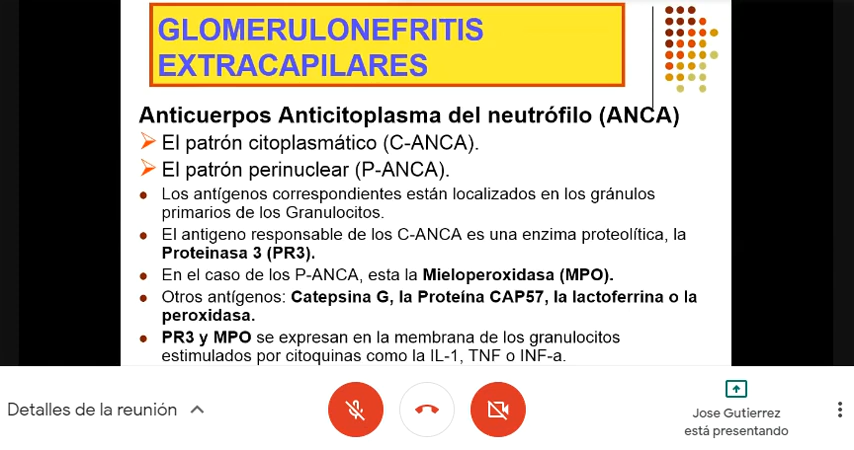 GLOMERULONEFRITIS
EXTRACAPILARES
Anticuerpos Anticitoplasma del neutrófilo (ANCA)
El patrón citoplasmático (C-ANCA).
El patrón perinuclear (P-ANCA).
Los antígenos correspondientes están localizados en los gránulos
primarios de los Granulocitos.
El antigeno responsable de los C-ANCA es una enzima proteolítica, la
Proteinasa 3 (PR3).
En el caso de los P-ANCA, esta la Mieloperoxidasa (MPO).
Otros antígenos: Catepsina G, la Proteína CAP57, la lactoferrina o la
peroxidasa.
PR3 y MPO se expresan en la membrana de los granulocitos
estimulados por citoquinas como la IL-1, TNF o INF-a.
Detalles de la reunión
Jose Gutierrez
está presentando